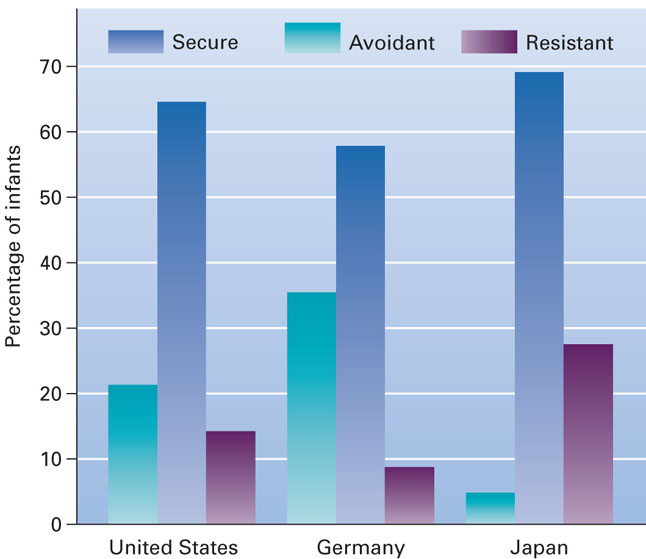 Secure Avoidant Resistant
Percentage of infants
70
60
50
40
30
20
10
0
United States Germany Japan